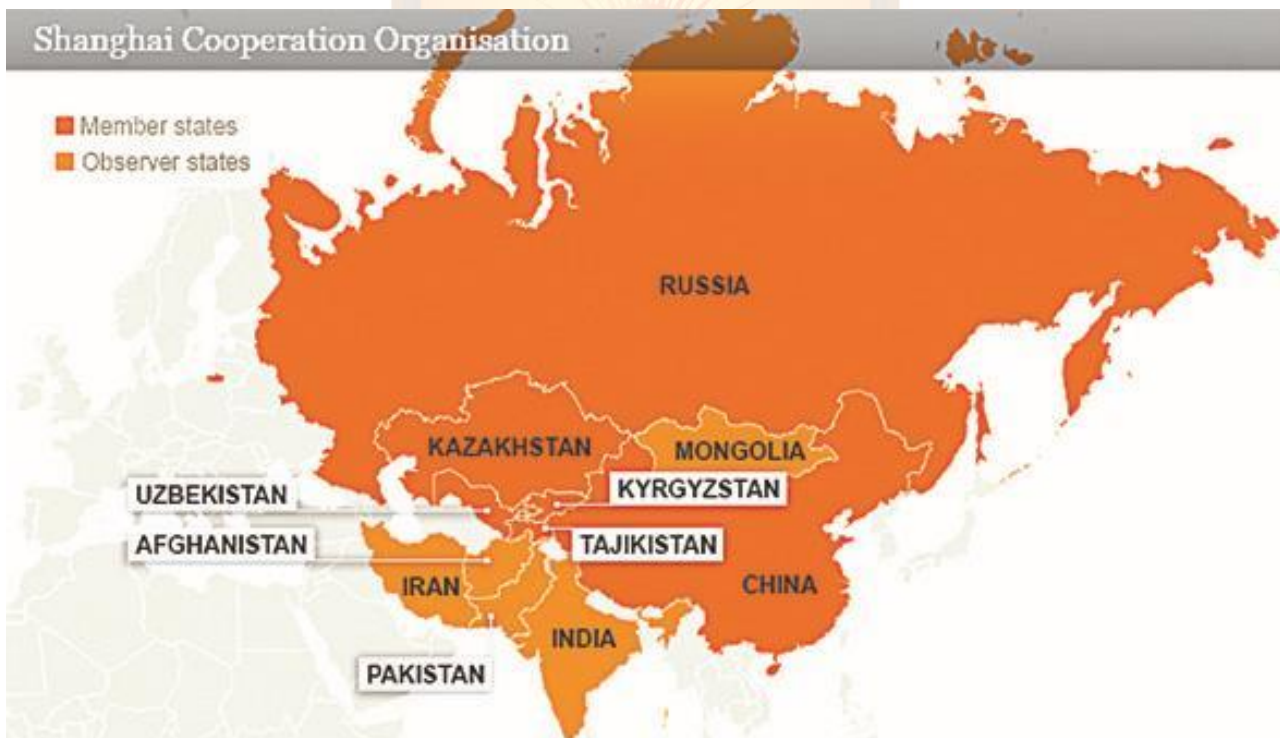 Shanghai Cooperation Organisation
Member states
Observer states
RUSSIA
KAZAKHSTAN
MONGOLIA
UZBEKISTAN
KYRGYZSTAN
AFGHANISTAN
TAJIKISTAN
IRAN
CHINA
INDIA
PAKISTAN